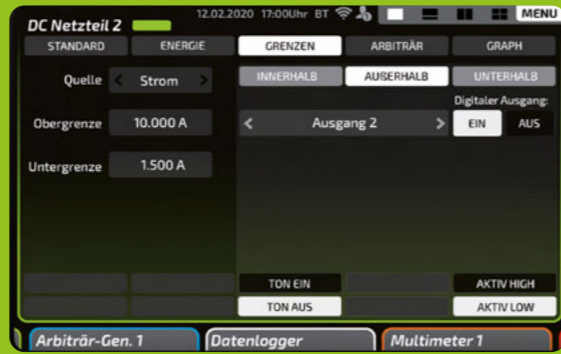 DC Netzteil 2 12.02.2020 17:00Uhr BT MENU
STANDARD ENERGIE GRENZEN ARBITRÄR GRAPH
Quelle < Strom > INNERHALB AUßERHALB UNTERHALB
Digitaler Ausgang:
Obergrenze 10.000 A < Ausgang 2 > EIN AUS
Untergrenze 1.500 A
TON EIN AKTIV HIGH
TON AUS AKTIV LOW
Arbiträr-Gen. 1 Datenlogger Multimeter 1